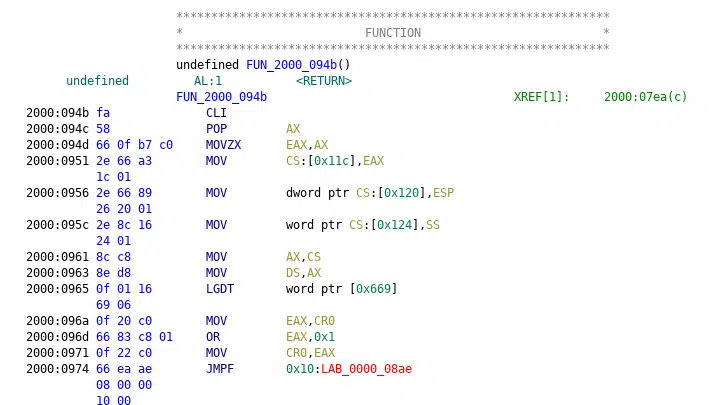 *************************************************************
* FUNCTION *
*************************************************************
undefined FUN_2000_094b()
undefined AL:1 <RETURN>
FUN_2000_094b XREF[1]: 2000:07ea(c)
2000:094b fa CLI
2000:094c 58 POP AX
2000:094d 66 0f b7 c0 MOVZX EAX,AX
2000:0951 2e 66 a3 MOV CS:[0x11c],EAX
1c 01
2000:0956 2e 66 89 MOV dword ptr CS:[0x120],ESP
26 20 01
2000:095c 2e 8c 16 MOV word ptr CS:[0x124],SS
24 01
2000:0961 8c c8 MOV AX,CS
2000:0963 8e d8 MOV DS,AX
2000:0965 0f 01 16 LGDT word ptr [0x669]
69 06
2000:096a 0f 20 c0 MOV EAX,CR0
2000:096d 66 83 c8 01 OR EAX,0x1
2000:0971 0f 22 c0 MOV CR0,EAX
2000:0974 66 ea ae JMPF 0x10:LAB_0000_08ae
08 00 00
10 00